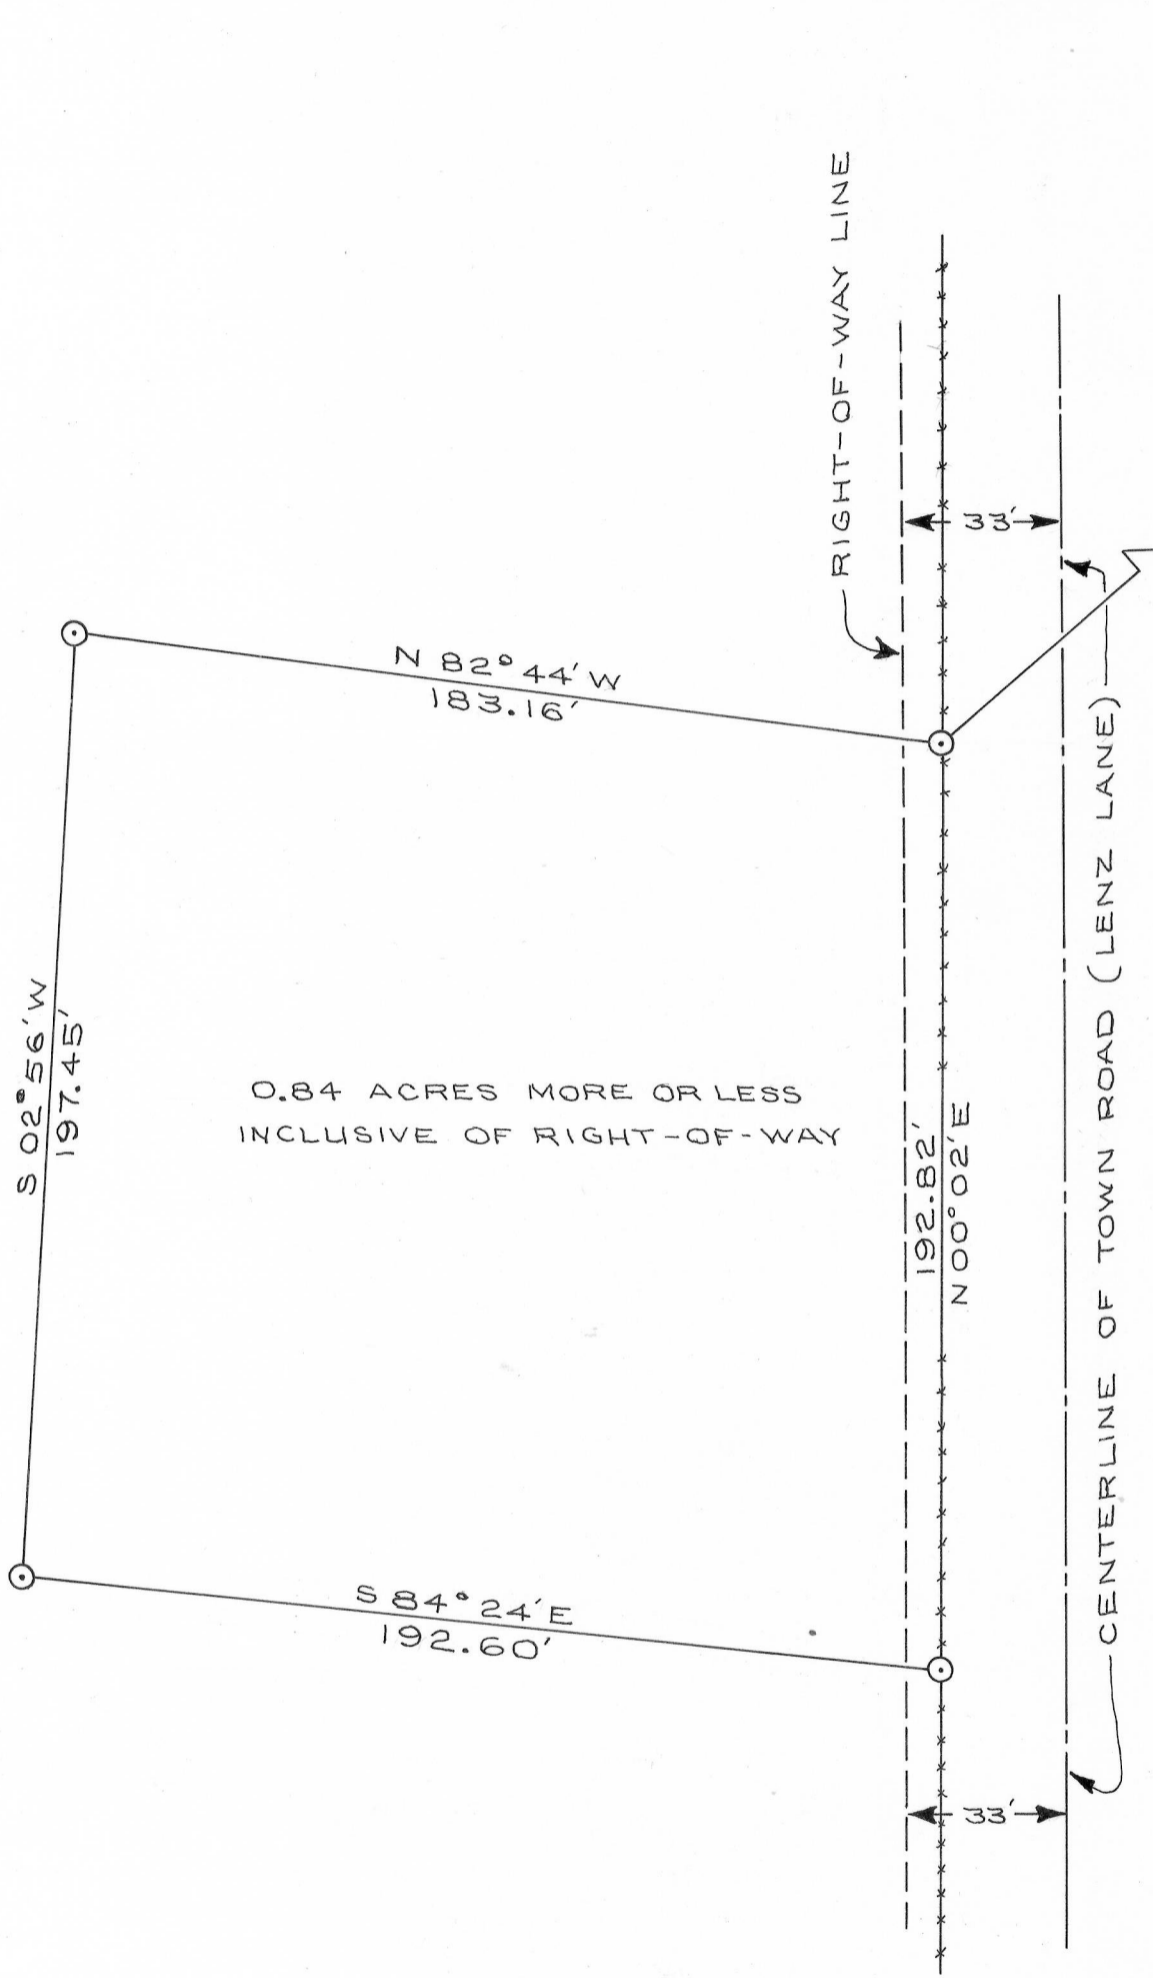 RIGHT-OF-WAY LINE
33'
N 82° 44' W
183.16'
S 02° 56' W
197.45'
0.84 ACRES MORE OR LESS
INCLUSIVE OF RIGHT-OF-WAY
192.82'
N 00° 02' E
CENTERLINE OF TOWN ROAD (LENZ LANE)
S 84° 24' E
192.60'
33'